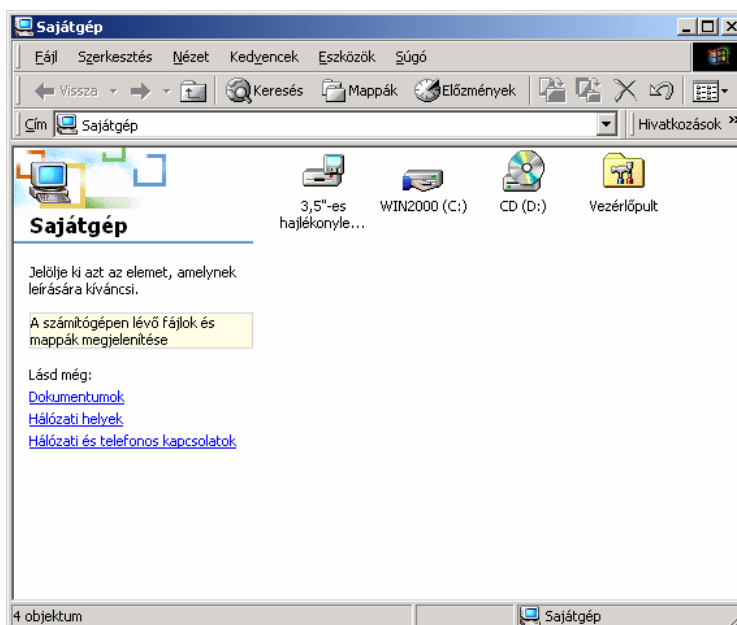 Sajátgép
Fájl Szerkesztés Nézet Kedvencek Eszközök Súgó
Vissza Keresés Mappák Előzmények
Cím Sajátgép Hivatkozások »
Sajátgép
Jelölje ki azt az elemet, amelynek
leírására kíváncsi.
A számítógépen lévő fájlok és
mappák megjelenítése
Lásd még:
Dokumentumok
Hálózati helyek
Hálózati és telefonos kapcsolatok
3,5"-es
hajlékonyle...
WIN2000 (C:)
CD (D:)
Vezérlőpult
4 objektum Sajátgép